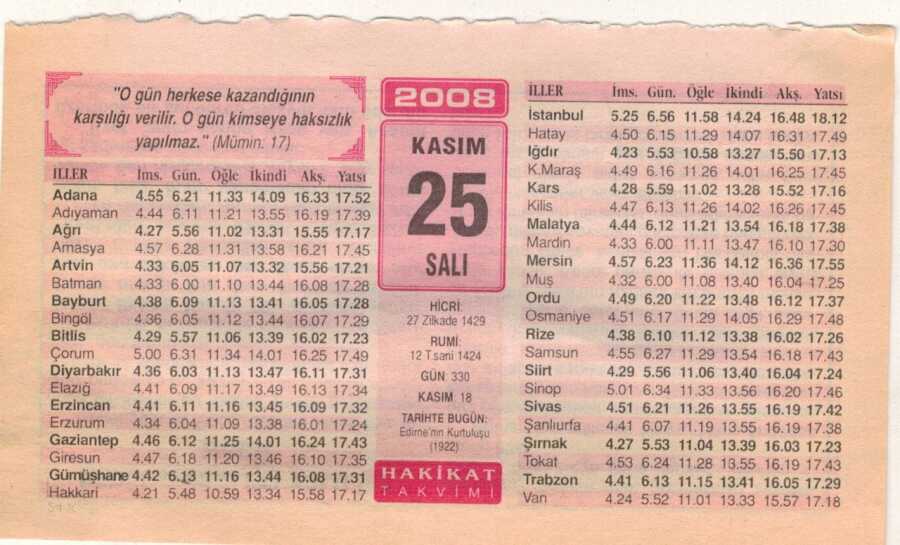 "O gün herkese kazandığının
karşılığı verilir. O gün kimseye haksızlık
yapılmaz." (Mümin. 17)
İLLER İms. Gün. Öğle İkindi Akş. Yatsı
Adana 4.55 6.21 11.33 14.09 16.33 17.52
Adıyaman 4.44 6.11 11.21 13.55 16.19 17.39
Ağrı 4.27 5.56 11.02 13.31 15.55 17.17
Amasya 4.57 6.28 11.31 13.58 16.21 17.45
Artvin 4.33 6.05 11.07 13.32 15.56 17.21
Batman 4.33 6.00 11.10 13.44 16.08 17.28
Bayburt 4.38 6.09 11.13 13.41 16.05 17.28
Bingöl 4.36 6.05 11.12 13.44 16.07 17.29
Bitlis 4.29 5.57 11.06 13.39 16.02 17.23
Çorum 5.00 6.31 11.34 14.01 16.25 17.49
Diyarbakır 4.36 6.03 11.13 13.47 16.11 17.31
Elazığ 4.41 6.09 11.17 13.49 16.13 17.34
Erzincan 4.41 6.11 11.16 13.45 16.09 17.32
Erzurum 4.34 6.04 11.09 13.38 16.01 17.24
Gaziantep 4.46 6.12 11.25 14.01 16.24 17.43
Giresun 4.47 6.18 11.20 13.46 16.10 17.35
Gümüşhane 4.42 6.13 11.16 13.44 16.08 17.31
Hakkari 4.21 5.48 10.59 13.34 15.58 17.17
2008
KASIM
25
SALI
HİCRİ:
27 Zilkade 1429
RUMİ:
12 T.sani 1424
GÜN: 330
KASIM 18
TARİHTE BUGÜN:
Edirne'nin Kurtuluşu
(1922)
HAKİKAT
TAKVİMİ
İLLER İms. Gün. Öğle İkindi Akş. Yatsı
İstanbul 5.25 6.56 11.58 14.24 16.48 18.12
Hatay 4.50 6.15 11.29 14.07 16.31 17.49
Iğdır 4.23 5.53 10.58 13.27 15.50 17.13
K.Maraş 4.49 6.16 11.26 14.01 16.25 17.45
Kars 4.28 5.59 11.02 13.28 15.52 17.16
Kilis 4.47 6.13 11.26 14.02 16.26 17.45
Malatya 4.44 6.12 11.21 13.54 16.18 17.38
Mardin 4.33 6.00 11.11 13.47 16.10 17.30
Mersin 4.57 6.23 11.36 14.12 16.36 17.55
Muş 4.32 6.00 11.08 13.40 16.04 17.25
Ordu 4.49 6.20 11.22 13.48 16.12 17.37
Osmaniye 4.51 6.17 11.29 14.05 16.29 17.48
Rize 4.38 6.10 11.12 13.38 16.02 17.26
Samsun 4.55 6.27 11.29 13.54 16.18 17.43
Siirt 4.29 5.56 11.06 13.40 16.04 17.24
Sinop 5.01 6.34 11.33 13.56 16.20 17.46
Sivas 4.51 6.21 11.26 13.55 16.19 17.42
Şanlıurfa 4.41 6.07 11.19 13.55 16.19 17.38
Şırnak 4.27 5.53 11.04 13.39 16.03 17.23
Tokat 4.53 6.24 11.28 13.55 16.19 17.43
Trabzon 4.41 6.13 11.15 13.41 16.05 17.29
Van 4.24 5.52 11.01 13.33 15.57 17.18